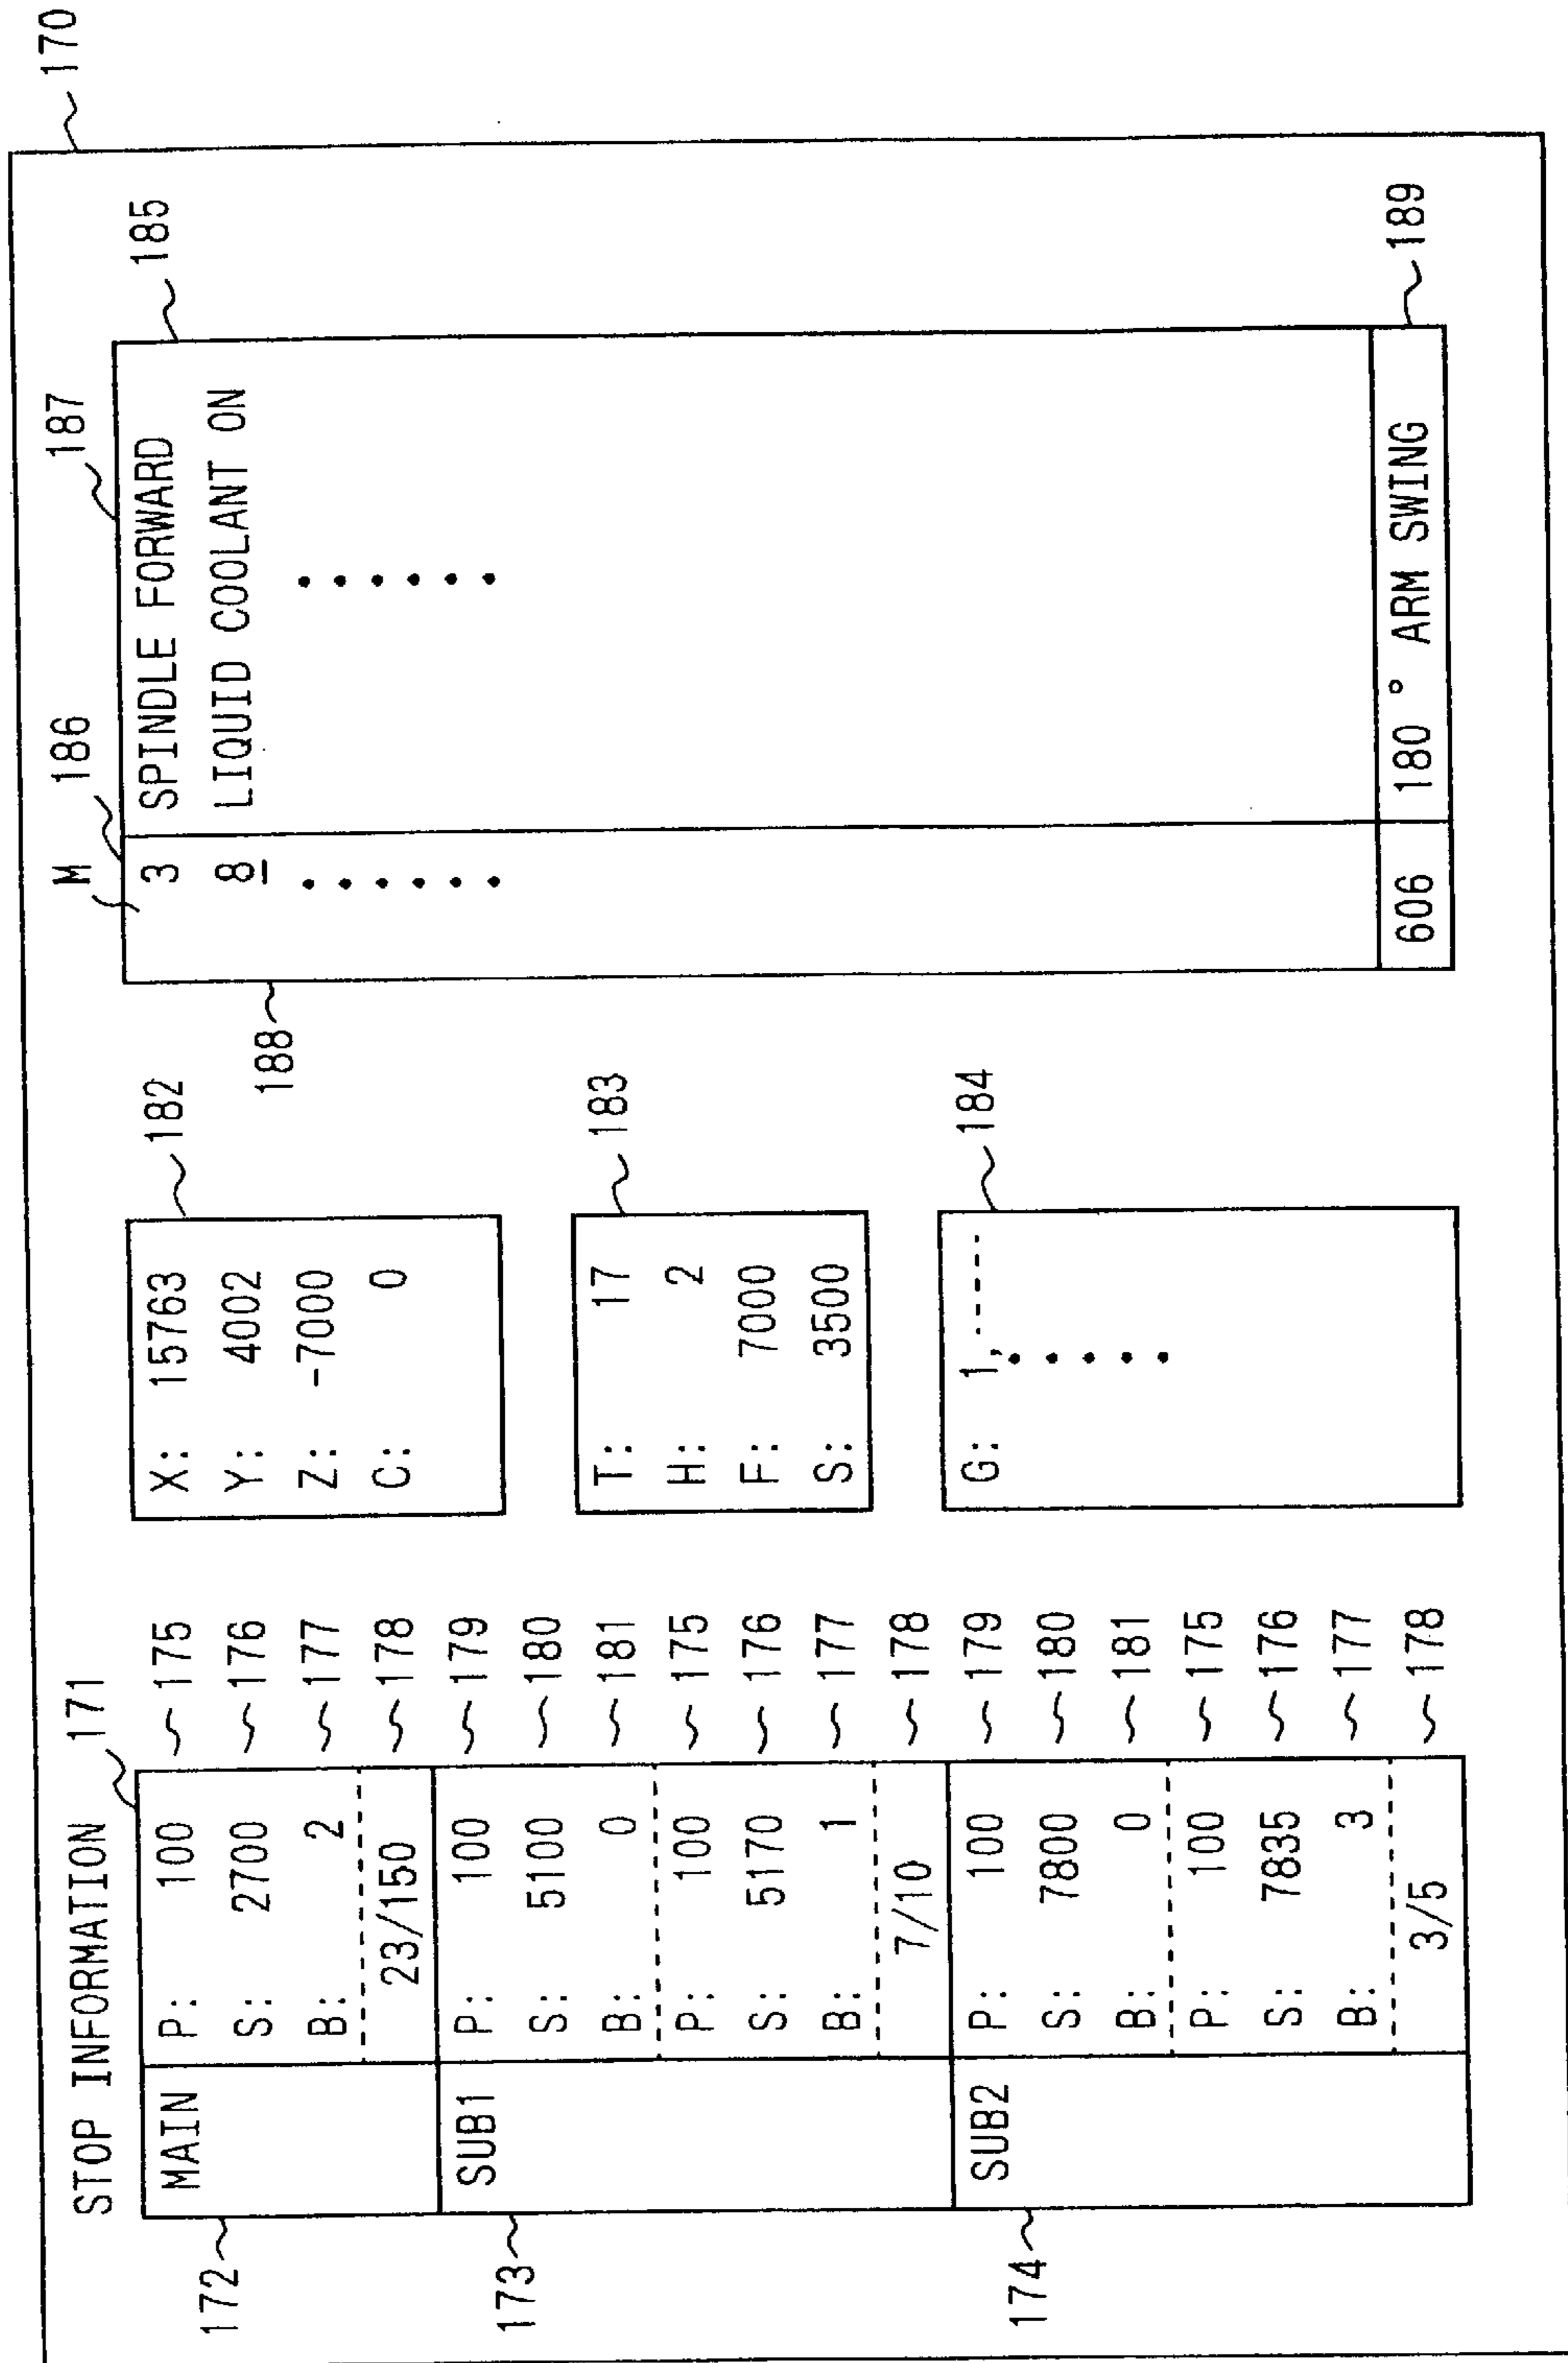 170
STOP INFORMATION
171
172
MAIN
P: 100 175
S: 2700 176
B: 2 177
23/150 178
173
SUB1
P: 100 179
S: 5100 180
B: 0 181
P: 100 175
S: 5170 176
B: 1 177
7/10 178
174
SUB2
P: 100 179
S: 7800 180
B: 0 181
P: 100 175
S: 7835 176
B: 3 177
3/5 178
182
X: 15763
Y: 4002
Z: -7000
C: 0
183
T: 17
H: 2
F: 7000
S: 3500
184
G: 1,
M 186 187
185
3 SPINDLE FORWARD
8 LIQUID COOLANT ON
188
606 180° ARM SWING
189